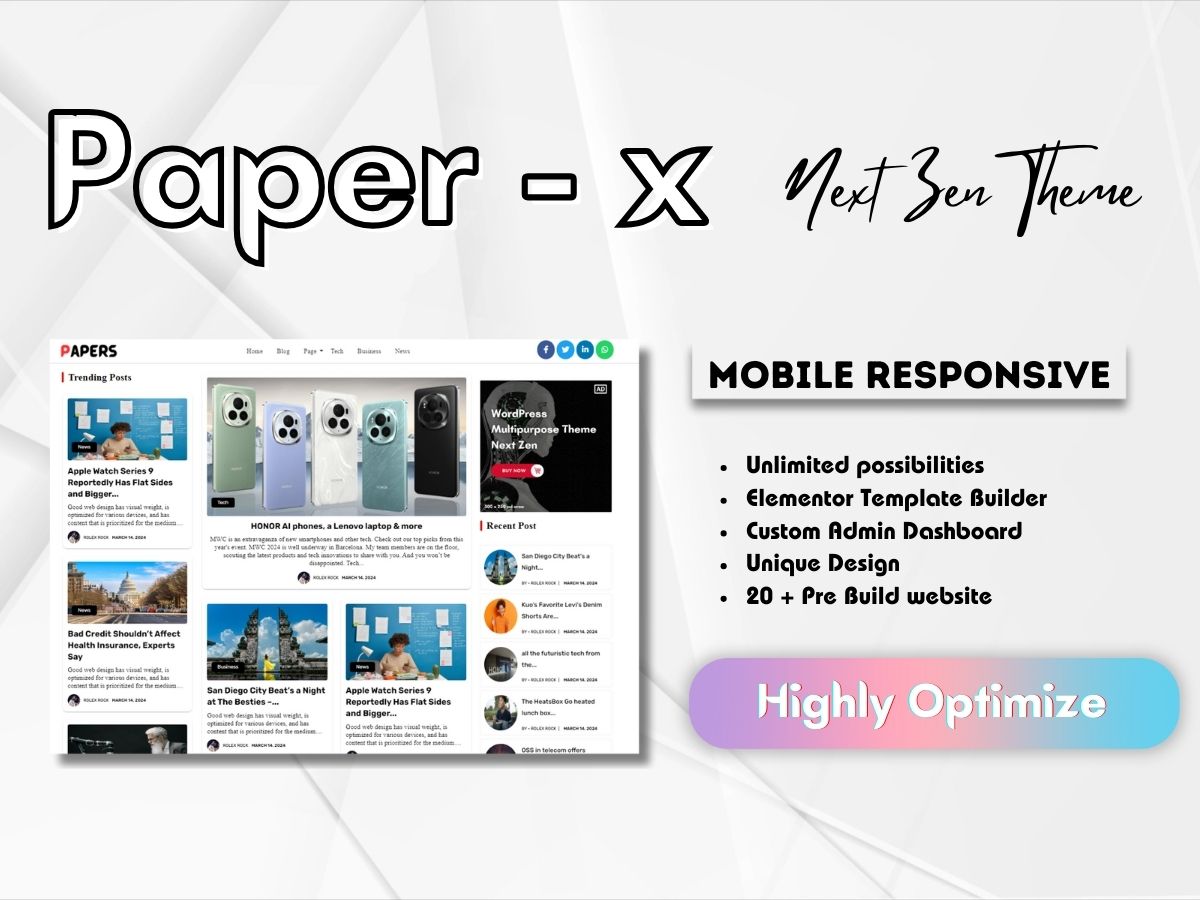 Paper - x
Next Zen Theme
PAPERS
Home
Blog
Page
Tech
Business
News
Trending Posts
News
Apple Watch Series 9
Reportedly Has Flat Sides
and Bigger...
Good web design has visual weight, is
optimized for various devices, and has
content that is prioritized for the medium....
ROLEX ROCK
MARCH 14, 2024
News
Bad Credit Shouldn't Affect
Health Insurance, Experts
Say
Good web design has visual weight, is
optimized for various devices, and has
content that is prioritized for the medium....
ROLEX ROCK
MARCH 14, 2024
Tech
HONOR AI phones, a Lenovo laptop & more
MWC is an extravaganza of new smartphones and other tech. Check out our top picks from this
year's event. MWC 2024 is well underway in Barcelona. My team members are on the floor,
scouting the latest products and tech innovations to share with you. And you won't be
disappointed. Tech...
ROLEX ROCK
MARCH 14, 2024
Business
San Diego City Beat's a Night
at The Besties –...
Good web design has visual weight, is
optimized for various devices, and has
content that is prioritized for the medium....
ROLEX ROCK
MARCH 14, 2024
News
Apple Watch Series 9
Reportedly Has Flat Sides
and Bigger...
Good web design has visual weight, is
optimized for various devices, and has
content that is prioritized for the medium....
AD
WordPress
Multipurpose Theme
Next Zen
BUY NOW
300 x 250
Recent Post
San Diego City Beat's a
Night...
BY - ROLEX ROCK | MARCH 14, 2024
Kuo's Favorite Levi's Denim
Shorts Are...
BY - ROLEX ROCK | MARCH 14, 2024
all the futuristic tech from
the...
BY - ROLEX ROCK | MARCH 14, 2024
The HeatsBox Go heated
lunch box...
BY - ROLEX ROCK | MARCH 14, 2024
OSS in telecom offers
MOBILE RESPONSIVE
• Unlimited possibilities
• Elementor Template Builder
• Custom Admin Dashboard
• Unique Design
• 20 + Pre Build website
Highly Optimize